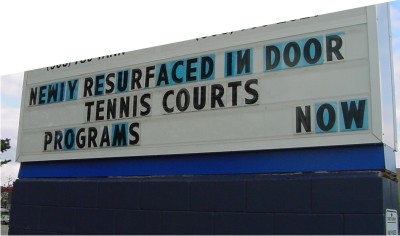 NEWLY RESURFACED IN DOOR
TENNIS COURTS
PROGRAMS NOW